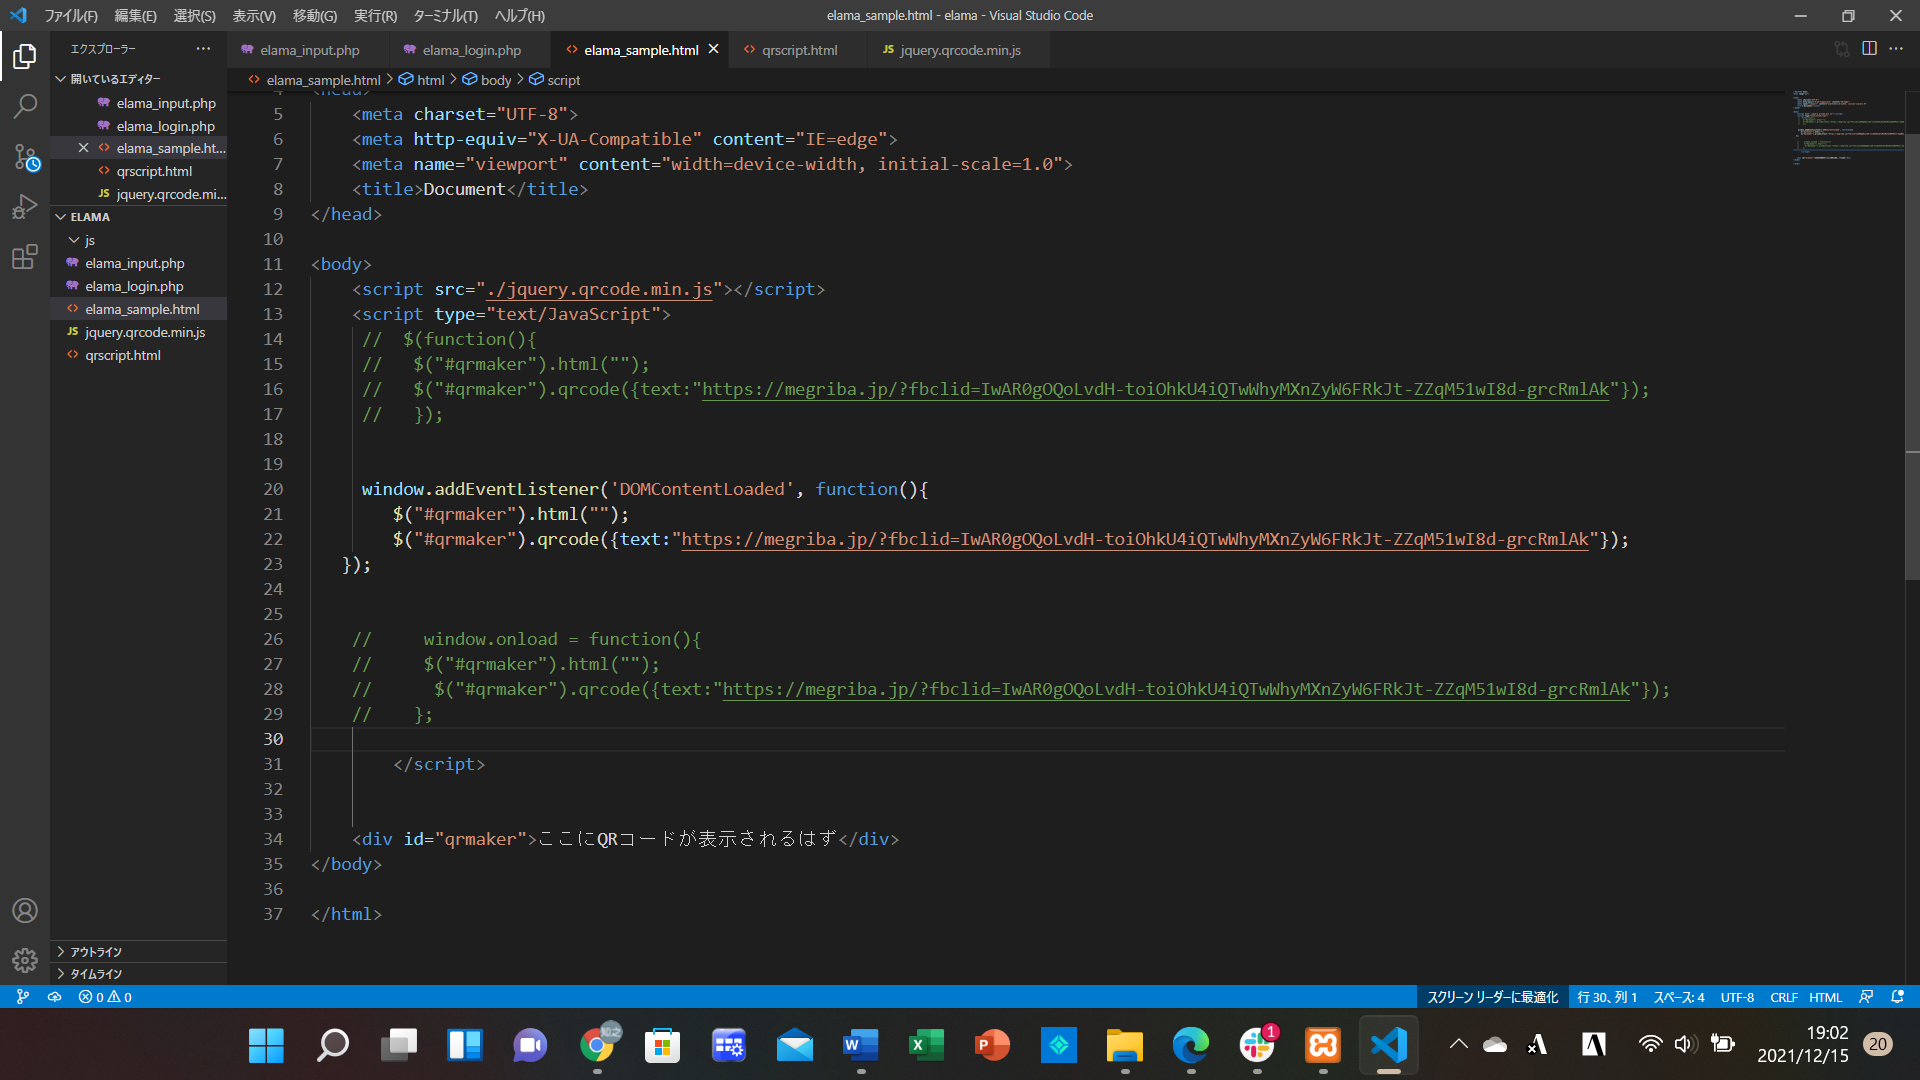 ファイル(F) 編集(E) 選択(S) 表示(V) 移動(G) 実行(R) ターミナル(T) ヘルプ(H) elama_sample.html - elama - Visual Studio Code
エクスプローラー
elama_input.php elama_login.php elama_sample.html qrscript.html JS jquery.qrcode.min.js
elama_sample.html > html > body > script
開いているエディター
elama_input.php
elama_login.php
elama_sample.ht...
qrscript.html
JS jquery.qrcode.mi...
ELAMA
js
elama_input.php
elama_login.php
elama_sample.html
JS jquery.qrcode.min.js
qrscript.html
アウトライン
タイムライン
4 <head>
5 <meta charset="UTF-8">
6 <meta http-equiv="X-UA-Compatible" content="IE=edge">
7 <meta name="viewport" content="width=device-width, initial-scale=1.0">
8 <title>Document</title>
9 </head>
10
11 <body>
12 <script src="./jquery.qrcode.min.js"></script>
13 <script type="text/JavaScript">
14 // $(function(){
15 // $("#qrmaker").html("");
16 // $("#qrmaker").qrcode({text:"https://megriba.jp/?fbclid=IwAR0gOQoLvdH-toiOhkU4iQTwWhyMXnZyW6FRkJt-ZZqM51wI8d-grcRmlAk"});
17 // });
18
19
20 window.addEventListener('DOMContentLoaded', function(){
21 $("#qrmaker").html("");
22 $("#qrmaker").qrcode({text:"https://megriba.jp/?fbclid=IwAR0gOQoLvdH-toiOhkU4iQTwWhyMXnZyW6FRkJt-ZZqM51wI8d-grcRmlAk"});
23 });
24
25
26 // window.onload = function(){
27 // $("#qrmaker").html("");
28 // $("#qrmaker").qrcode({text:"https://megriba.jp/?fbclid=IwAR0gOQoLvdH-toiOhkU4iQTwWhyMXnZyW6FRkJt-ZZqM51wI8d-grcRmlAk"});
29 // };
30
31 </script>
32
33
34 <div id="qrmaker">ここにQRコードが表示されるはず</div>
35 </body>
36
37 </html>
0 0 スクリーン リーダーに最適化 行 30、列 1 スペース: 4 UTF-8 CRLF HTML
W X P 1 A A 19:02
2021/12/15 20